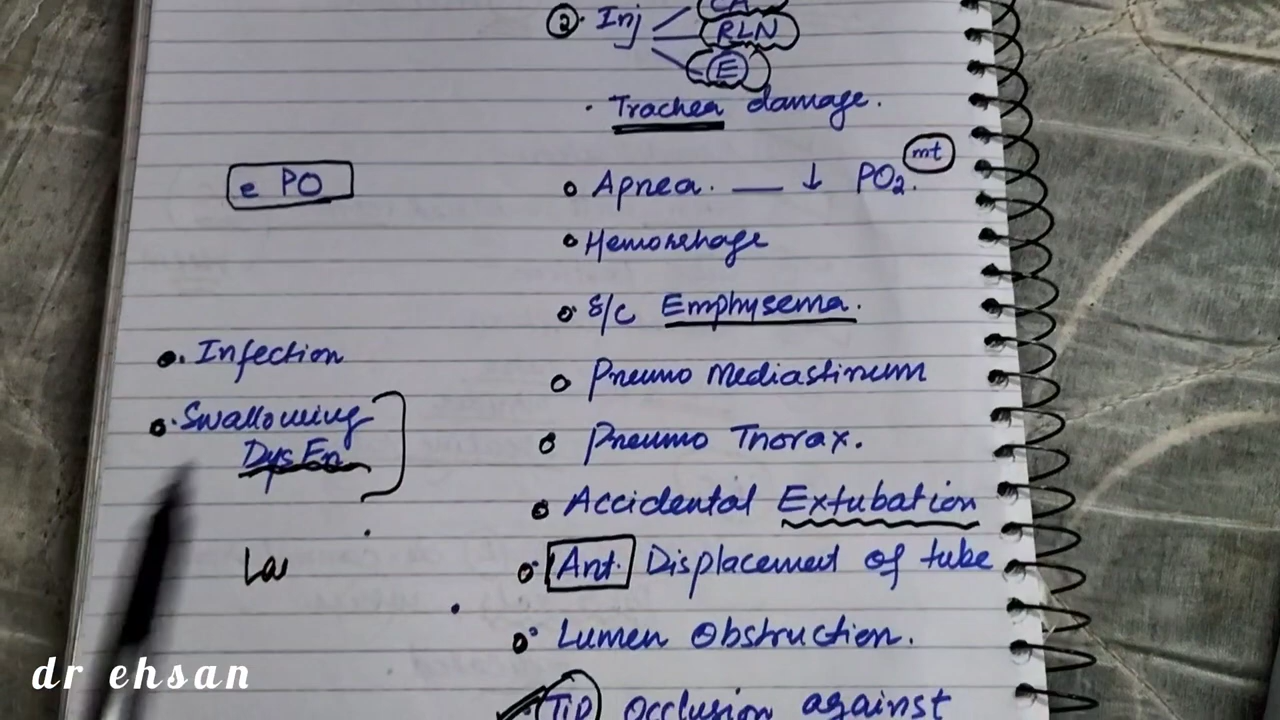 ②. Inj
CA
RLN
E
. Trachea damage.
mt
e PO
Apnea. — ↓ PO₂.
Hemorrhage
S/C Emphysema.
. Infection
Pneumo mediastinum
. Swallowing
Dys Fn
Pneumo Thorax.
Accidental Extubation
La
Ant. Displacement of tube
Lumen Obstruction.
Tip occlusion against
dr ehsan